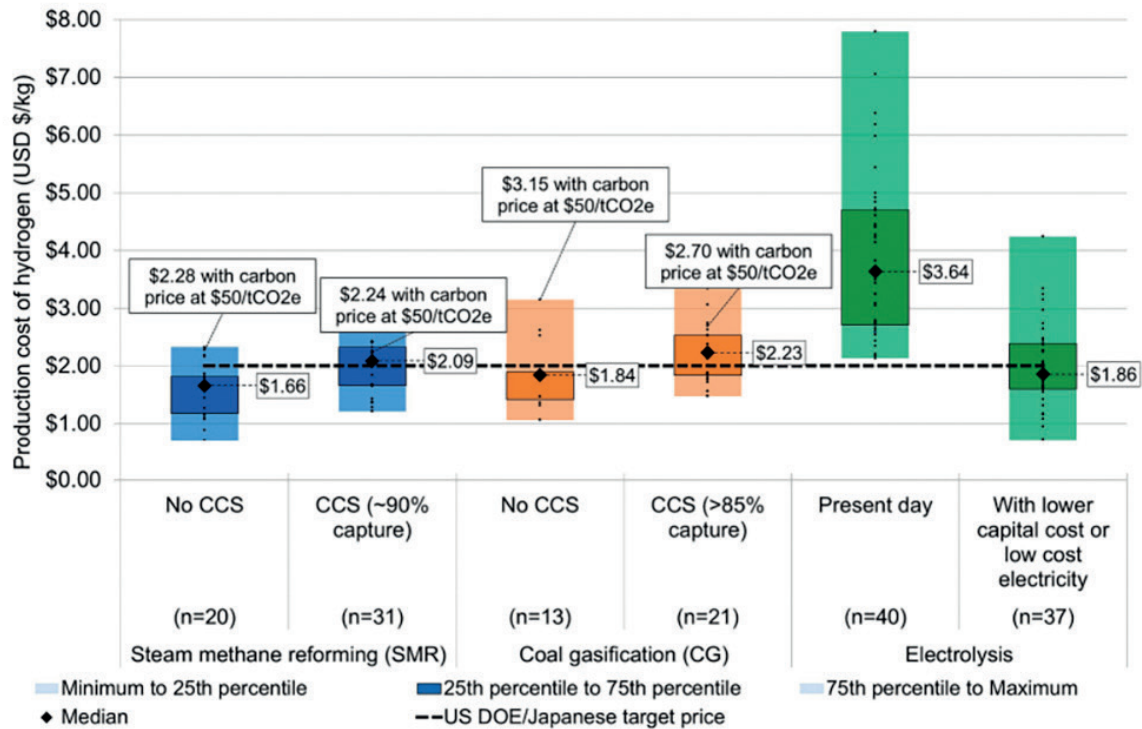 Production cost of hydrogen (USD $/kg)
$8.00
$7.00
$6.00
$5.00
$4.00
$3.00
$2.00
$1.00
$0.00
$2.28 with carbon
price at $50/tCO2e
$2.24 with carbon
price at $50/tCO2e
$3.15 with carbon
price at $50/tCO2e
$2.70 with carbon
price at $50/tCO2e
$1.66
$2.09
$1.84
$2.23
$3.64
$1.86
No CCS
CCS (~90%
capture)
No CCS
CCS (>85%
capture)
Present day
With lower
capital cost or
low cost
electricity
(n=20)
(n=31)
(n=13)
(n=21)
(n=40)
(n=37)
Steam methane reforming (SMR)
Coal gasification (CG)
Electrolysis
Minimum to 25th percentile
25th percentile to 75th percentile
75th percentile to Maximum
Median
US DOE/Japanese target price